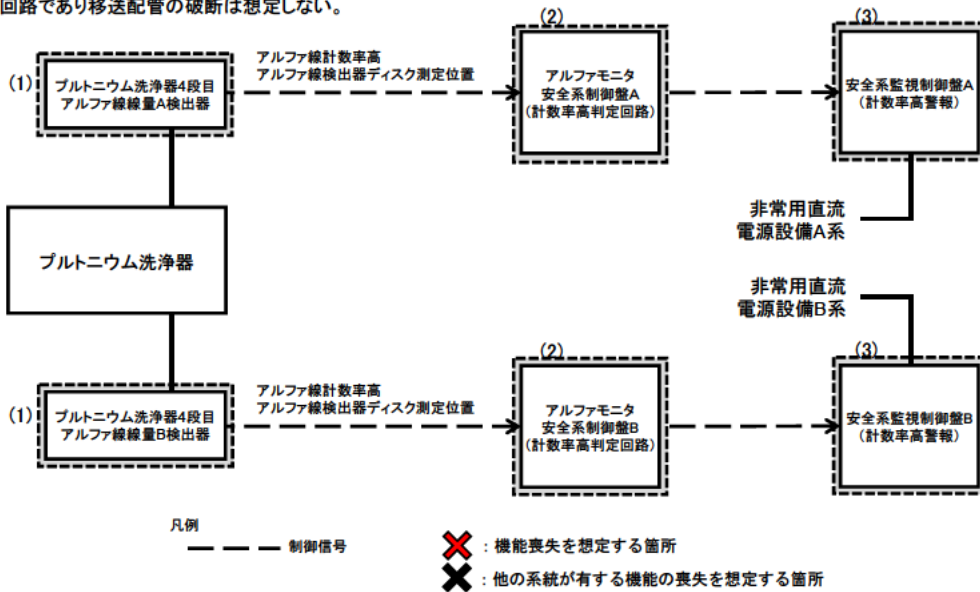 回路であり移送配管の破断は想定しない。
(1)
プルトニウム洗浄器4段目
アルファ線線量A検出器
アルファ線計数率高
アルファ線検出器ディスク測定位置
(2)
アルファモニタ
安全系制御盤A
(計数率高判定回路)
(3)
安全系監視制御盤A
(計数率高警報)
非常用直流
電源設備A系
プルトニウム洗浄器
非常用直流
電源設備B系
(1)
プルトニウム洗浄器4段目
アルファ線線量B検出器
アルファ線計数率高
アルファ線検出器ディスク測定位置
(2)
アルファモニタ
安全系制御盤B
(計数率高判定回路)
(3)
安全系監視制御盤B
(計数率高警報)
凡例
制御信号
：機能喪失を想定する箇所
：他の系統が有する機能の喪失を想定する箇所